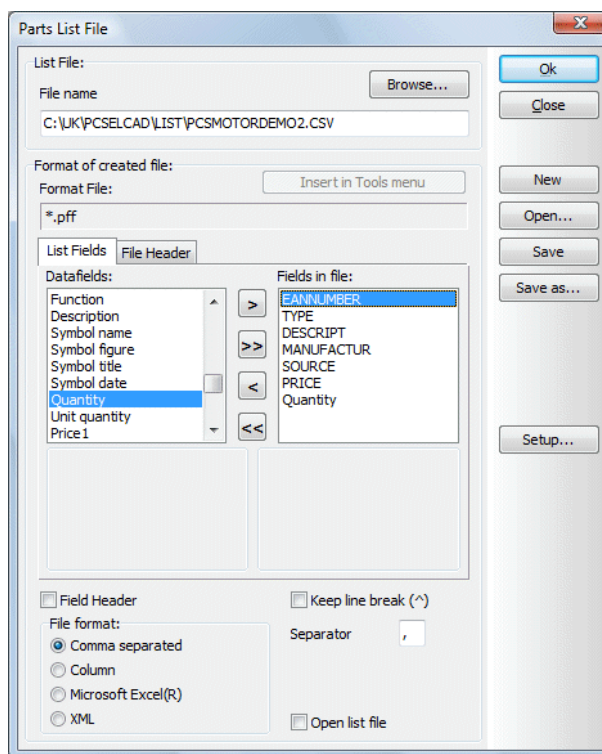 Parts List File
List File:
File name
Browse...
C:\UK\PCSELCAD\LIST\PCSMOTORDEMO2.CSV
Format of created file:
Format File:
Insert in Tools menu
*.pff
List Fields
File Header
Datafields:
Function
Description
Symbol name
Symbol figure
Symbol title
Symbol date
Quantity
Unit quantity
Price1
>
>>
<
<<
Fields in file:
EANNUMBER
TYPE
DESCRIPT
MANUFACTUR
SOURCE
PRICE
Quantity
Field Header
Keep line break (^)
File format:
Comma separated
Column
Microsoft Excel(R)
XML
Separator ,
Open list file
Ok
Close
New
Open...
Save
Save as...
Setup...